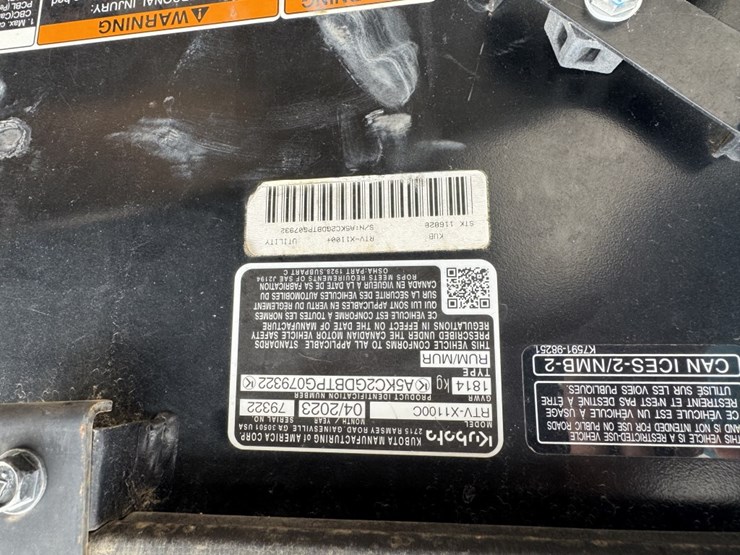 Kubota
KUBOTA MANUFACTURING of AMERICA CORP.
2715 RAMSEY ROAD GAINESVILLE GA 30501 USA
MODEL
MONTH / YEAR
SERIAL NO
RTV-X1100C
04/2023
79322
GVWR
PRODUCT IDENTIFICATION NUMBER
1814 kg
Ⓚ A5KC2GDBTPG079322 Ⓚ
TYPE
RUM/MUR
THIS VEHICLE CONFORMS TO ALL APPLICABLE STANDARDS
PRESCRIBED UNDER THE CANADIAN MOTOR VEHICLE SAFETY
REGULATIONS IN EFFECT ON THE DATE OF MANUFACTURE
CE VÉHICULE EST CONFORME A TOUTES LES NORMES
QUI LUI SONT APPLICABLES EN VERTU DU REGLEMENT
SUR LA SECURITE DES VEHICULES AUTOMOBILES DU
CANADA EN VIGUEUR A LA DATE DE SA FABRICATION
ROPS MEETS REQUIREMENTS OF SAE J2194
OSHA/PART 1928 SUBPART C
KUB
RTV-X1100+
UTILITY
STK 116828
THIS VEHICLE IS A RESTRICTED-USE VEHICLE
AND IS NOT INTENDED FOR USE ON PUBLIC ROADS
CE VÉHICULE EST UN VÉHICULE A USAGE
RESTREINT ET N'EST PAS DESTINÉ A ÊTRE
UTILISÉ SUR LES VOIES PUBLIQUES.
CAN ICES-2/NMB-2
K7591-98251
WARNING
WARNING